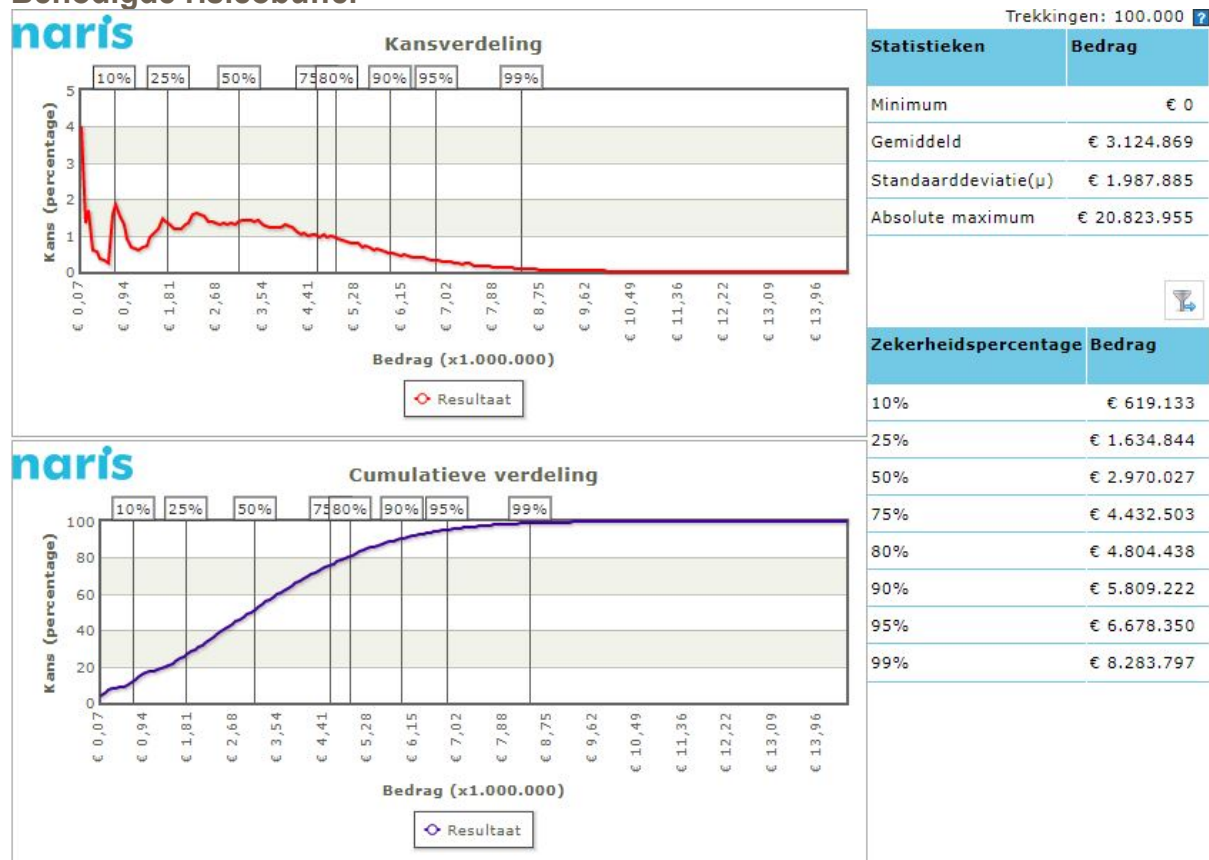 Benodigde risicobuffer
naris
Kansverdeling
10% 25% 50% 75 80% 90% 95% 99%
Kans (percentage)
5
4
3
2
1
0
€ 0,07 € 0,94 € 1,81 € 2,68 € 3,54 € 4,41 € 5,28 € 6,15 € 7,02 € 7,88 € 8,75 € 9,62 € 10,49 € 11,36 € 12,22 € 13,09 € 13,96
Bedrag (x1.000.000)
Resultaat
naris
Cumulatieve verdeling
10% 25% 50% 75 80% 90% 95% 99%
Kans (percentage)
100
80
60
40
20
0
€ 0,07 € 0,94 € 1,81 € 2,68 € 3,54 € 4,41 € 5,28 € 6,15 € 7,02 € 7,88 € 8,75 € 9,62 € 10,49 € 11,36 € 12,22 € 13,09 € 13,96
Bedrag (x1.000.000)
Resultaat
Trekkingen: 100.000 ?
Statistieken Bedrag
Minimum € 0
Gemiddeld € 3.124.869
Standaarddeviatie(µ) € 1.987.885
Absolute maximum € 20.823.955
Zekerheidspercentage Bedrag
10% € 619.133
25% € 1.634.844
50% € 2.970.027
75% € 4.432.503
80% € 4.804.438
90% € 5.809.222
95% € 6.678.350
99% € 8.283.797